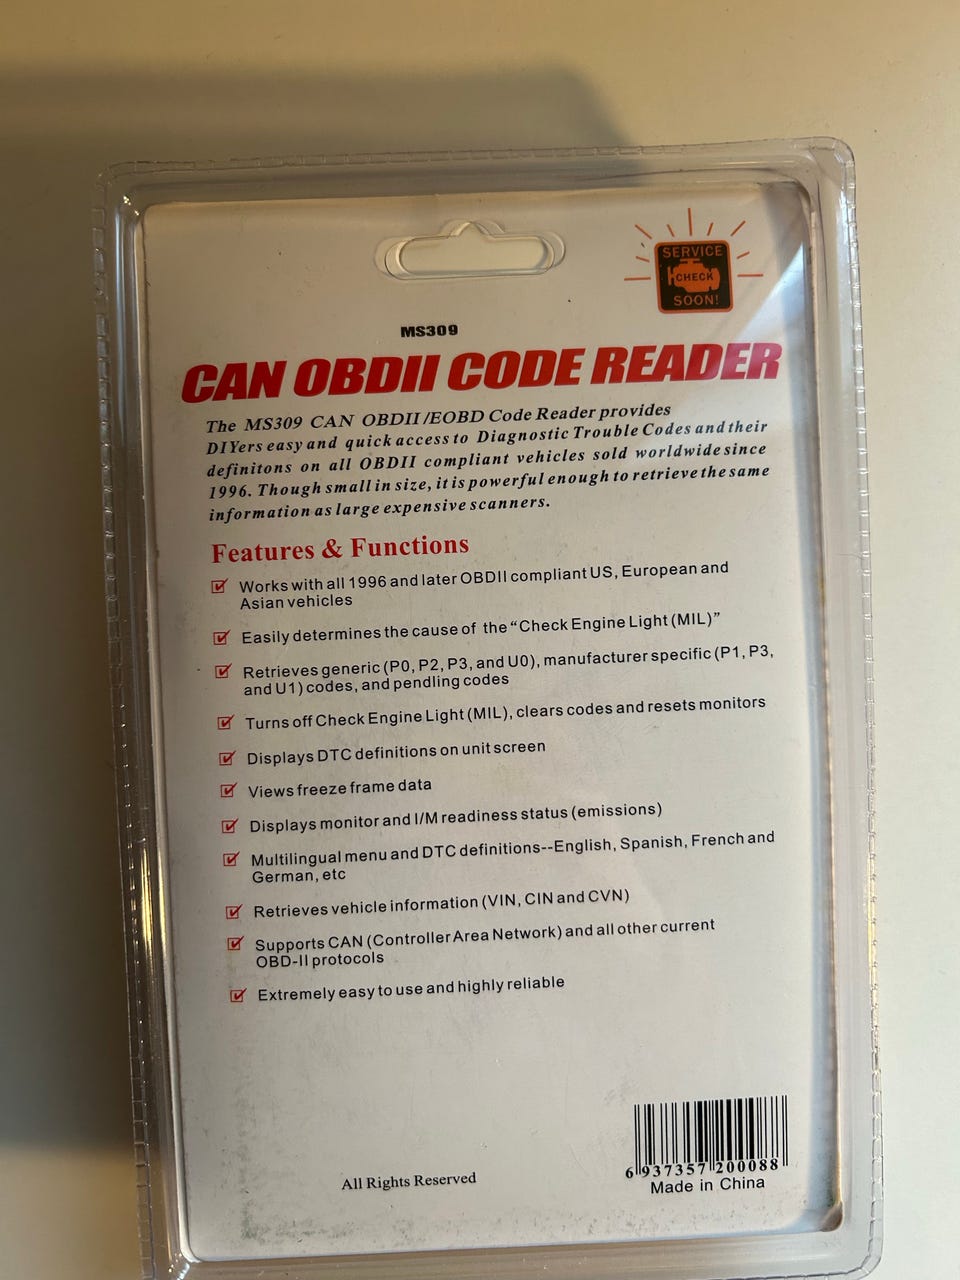 SERVICE
CHECK
SOON!
MS309
CAN OBDII CODE READER
The MS309 CAN OBDII/EOBD Code Reader provides
DIYers easy and quick access to Diagnostic Trouble Codes and their
definitons on all OBDII compliant vehicles sold worldwide since
1996. Though small in size, it is powerful enough to retrieve the same
information as large expensive scanners.
Features & Functions
Works with all 1996 and later OBDII compliant US, European and
Asian vehicles
Easily determines the cause of the “Check Engine Light (MIL)”
Retrieves generic (P0, P2, P3, and U0), manufacturer specific (P1, P3,
and U1) codes, and pendling codes
Turns off Check Engine Light (MIL), clears codes and resets monitors
Displays DTC definitions on unit screen
Views freeze frame data
Displays monitor and I/M readiness status (emissions)
Multilingual menu and DTC definitions--English, Spanish, French and
German, etc
Retrieves vehicle information (VIN, CIN and CVN)
Supports CAN (Controller Area Network) and all other current
OBD-II protocols
Extremely easy to use and highly reliable
All Rights Reserved
6 937357 200088
Made in China